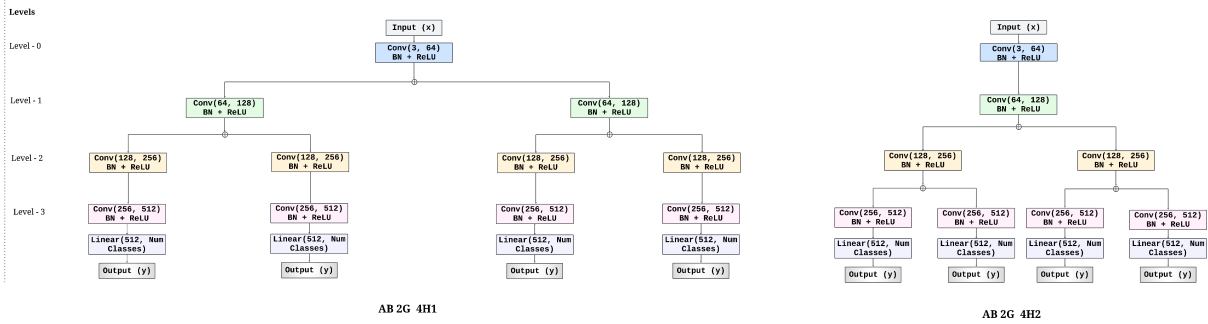 Levels
Level - 0
Level - 1
Level - 2
Level - 3
Input (x)
Conv(3, 64)
BN + ReLU
Conv(64, 128)
BN + ReLU
Conv(64, 128)
BN + ReLU
Conv(128, 256)
BN + ReLU
Conv(128, 256)
BN + ReLU
Conv(128, 256)
BN + ReLU
Conv(128, 256)
BN + ReLU
Conv(256, 512)
BN + ReLU
Conv(256, 512)
BN + ReLU
Conv(256, 512)
BN + ReLU
Conv(256, 512)
BN + ReLU
Linear(512, Num
Classes)
Linear(512, Num
Classes)
Linear(512, Num
Classes)
Linear(512, Num
Classes)
Output (y)
Output (y)
Output (y)
Output (y)
AB 2G 4H1
Input (x)
Conv(3, 64)
BN + ReLU
Conv(64, 128)
BN + ReLU
Conv(128, 256)
BN + ReLU
Conv(128, 256)
BN + ReLU
Conv(256, 512)
BN + ReLU
Conv(256, 512)
BN + ReLU
Conv(256, 512)
BN + ReLU
Conv(256, 512)
BN + ReLU
Linear(512, Num
Classes)
Linear(512, Num
Classes)
Linear(512, Num
Classes)
Linear(512, Num
Classes)
Output (y)
Output (y)
Output (y)
Output (y)
AB 2G 4H2